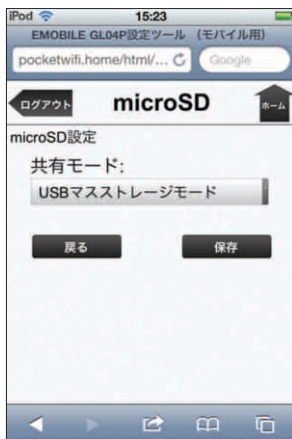 iPod 15:23
EMOBILE GL04P設定ツール （モバイル用）
pocketwifi.home/html/... Google
ログアウト microSD ホーム
microSD設定
共有モード:
USBマスストレージモード
戻る 保存